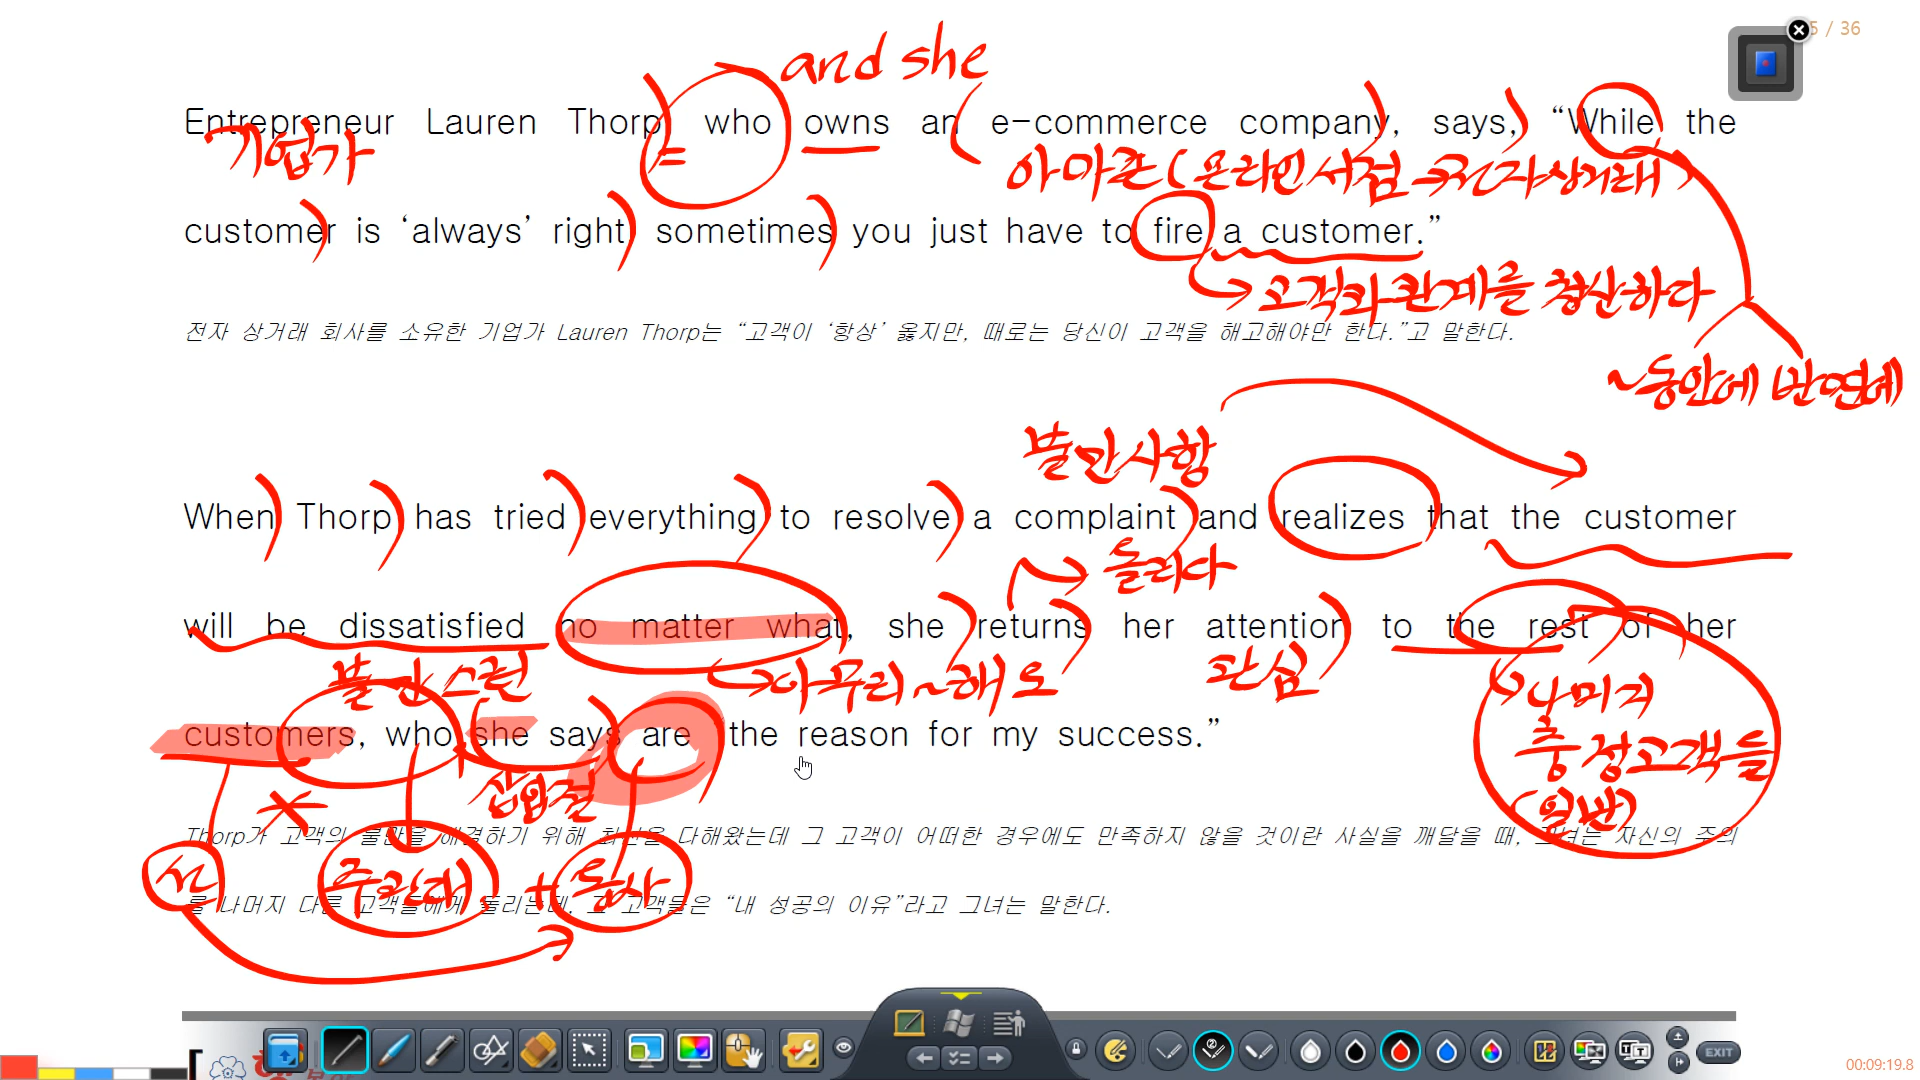 5 / 36
and she
Entrepreneur Lauren Thorp, who owns an e-commerce company, says, “While the
기업가
아마존(온라인서점→전자상거래)
customer is ‘always’ right, sometimes you just have to fire a customer.”
→고객과 관계를 청산하다
전자 상거래 회사를 소유한 기업가 Lauren Thorp는 “고객이 ‘항상’ 옳지만, 때로는 당신이 고객을 해고해야만 한다.”고 말한다.
~동안에 반면에
불만사항
When Thorp has tried everything to resolve a complaint and realizes that the customer
돌리다
will be dissatisfied no matter what, she returns her attention to the rest of her
불만스런
→아무리~해도
관심
나머지
충성고객들
(일반)
customers, who she says are “the reason for my success.”
삽입절
Thorp가 고객의 불만을 해결하기 위해 최선을 다해왔는데 그 고객이 어떠한 경우에도 만족하지 않을 것이란 사실을 깨달을 때, 그녀는 자신의 주의
선
주관대 + 동사
를 나머지 다른 고객들에게 돌리는데, 그 고객들은 “내 성공의 이유”라고 그녀는 말한다.
EXIT
00:09:19.8